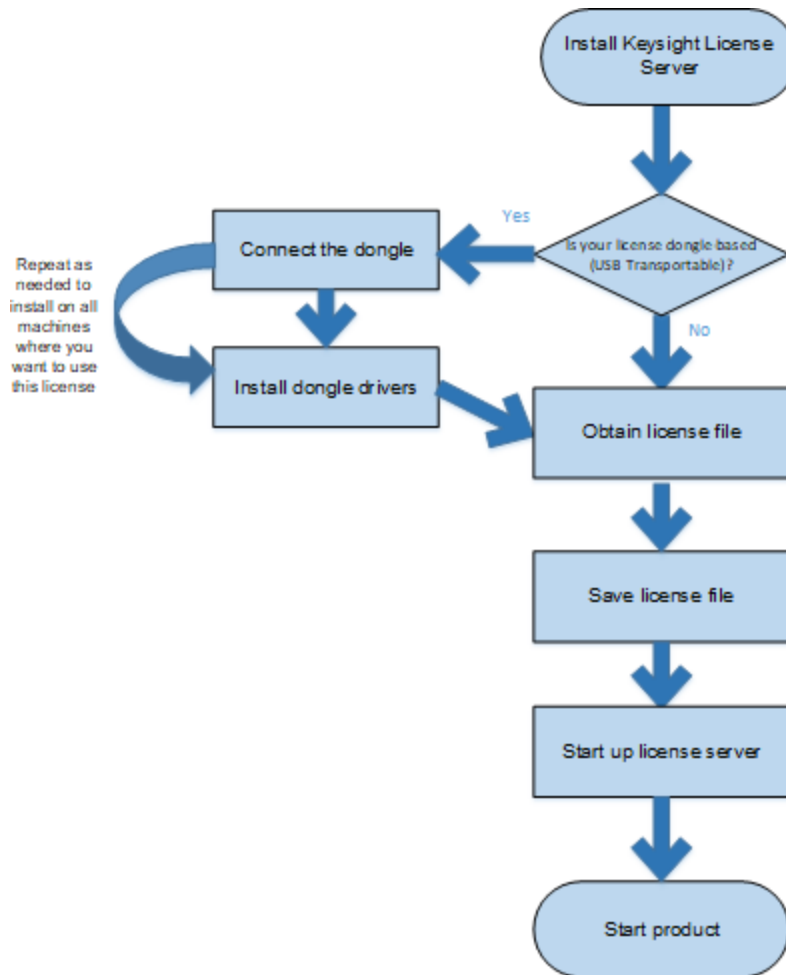 Install Keysight License
Server
Yes
Is your license dongle-based
(USB Transportable)?
Connect the dongle
Repeat as
needed to
install on all
machines
where you
want to use
this license
No
Install dongle drivers
Obtain license file
Save license file
Start up license server
Start product